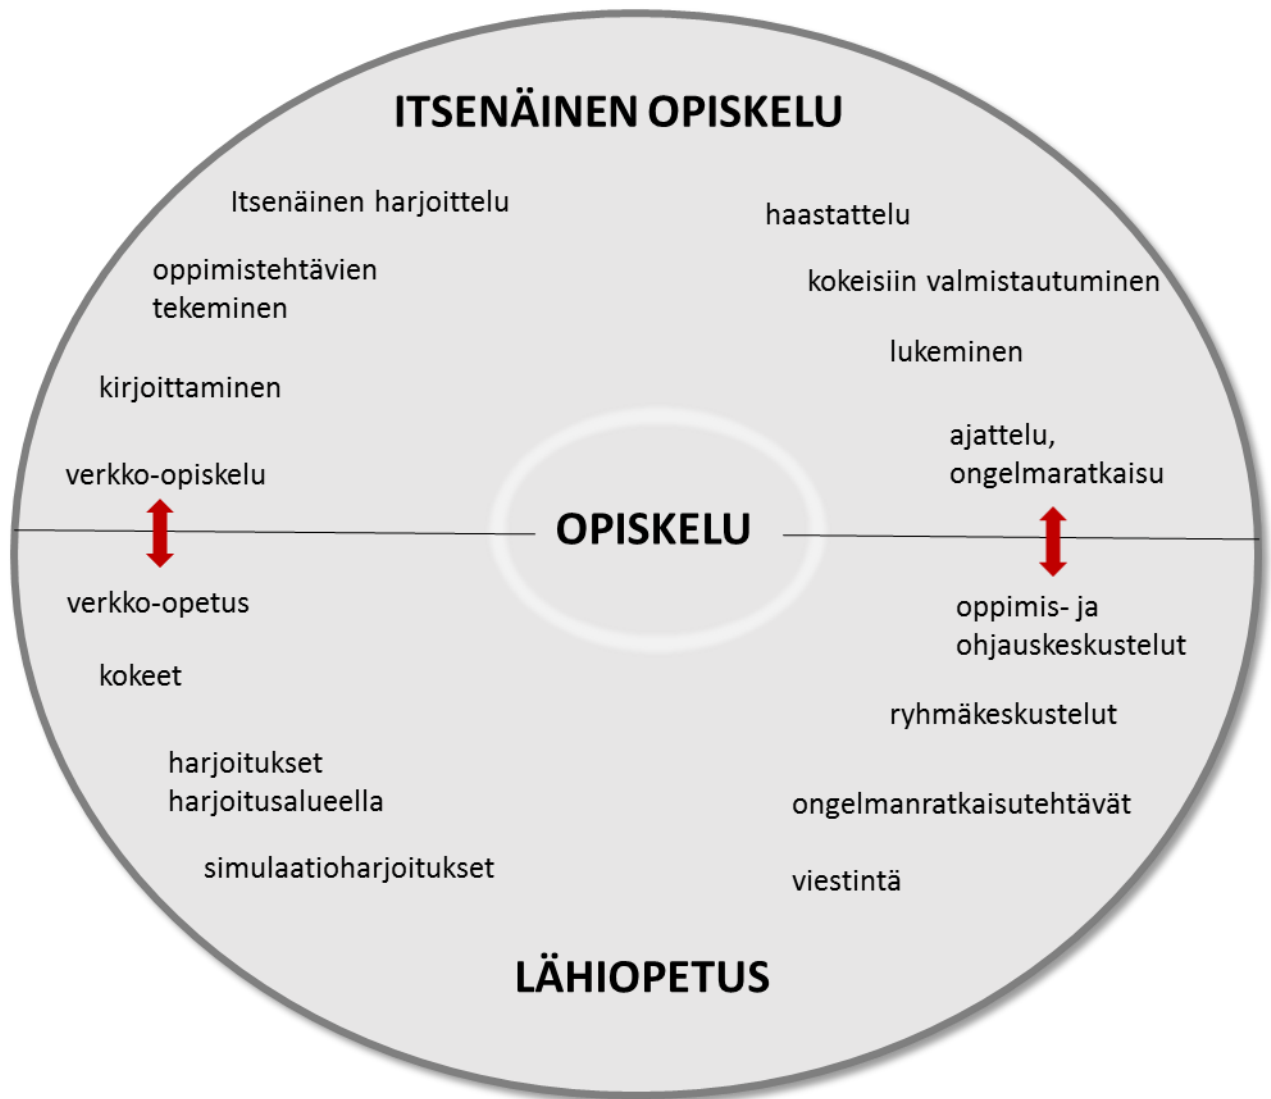 ITSENÄINEN OPISKELU
Itsenäinen harjoittelu
oppimistehtävien
tekeminen
kirjoittaminen
verkko-opiskelu
haastattelu
kokeisiin valmistautuminen
lukeminen
ajattelu,
ongelmaratkaisu
OPISKELU
verkko-opetus
kokeet
harjoitukset
harjoitusalueella
simulaatioharjoitukset
oppimis- ja
ohjauskeskustelut
ryhmäkeskustelut
ongelmanratkaisutehtävät
viestintä
LÄHIOPETUS